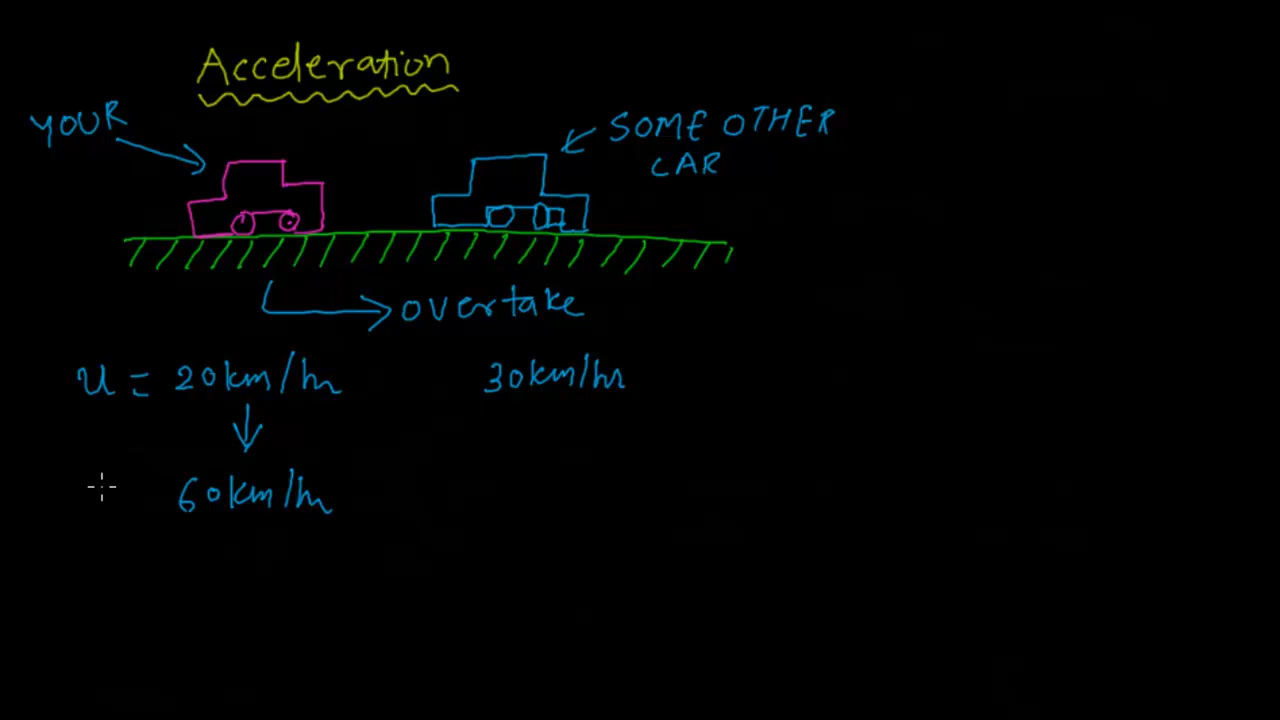 Acceleration
YOUR
SOME OTHER
CAR
overtake
u = 20km/hr
30km/hr
60km/hr